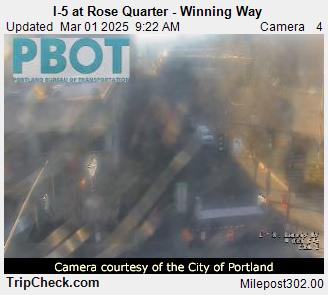 I-5 at Rose Quarter - Winning Way
Updated Mar 01 2025 9:22 AM Camera 4
PBOT
PORTLAND BUREAU OF TRANSPORTATION
Camera courtesy of the City of Portland
TripCheck.com Milepost302.00